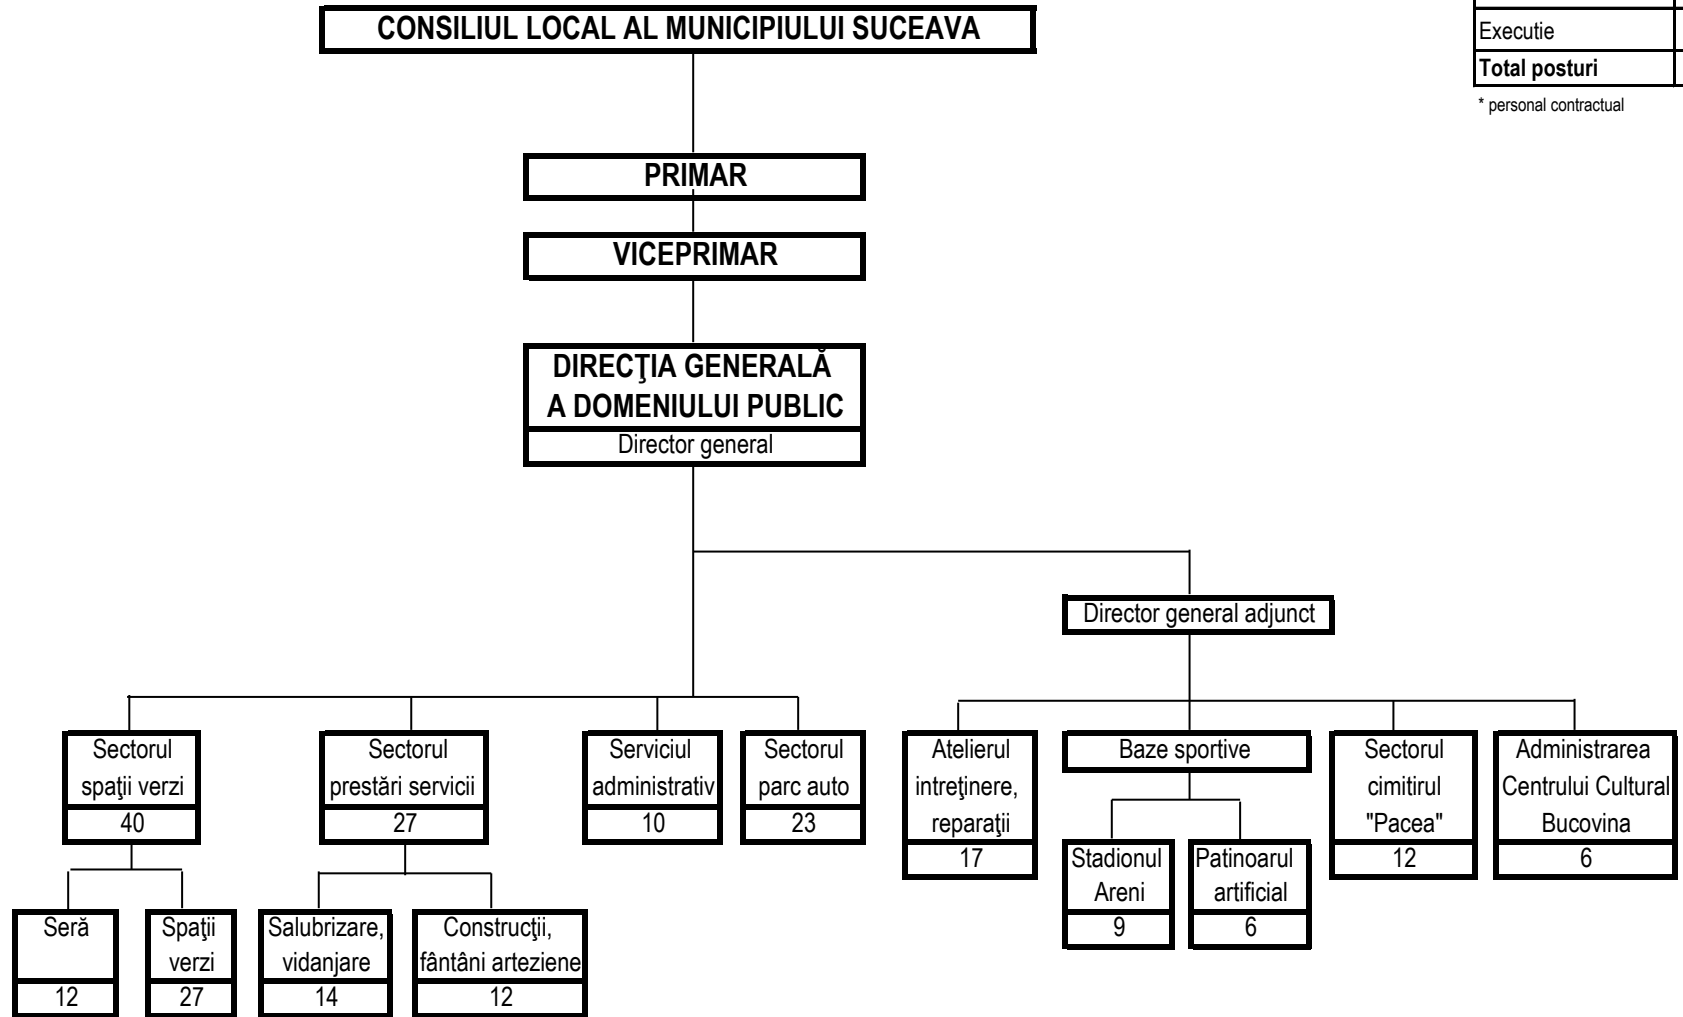 CONSILIUL LOCAL AL MUNICIPIULUI SUCEAVA
Executie
Total posturi
* personal contractual
PRIMAR
VICEPRIMAR
DIRECŢIA GENERALĂ
A DOMENIULUI PUBLIC
Director general
Director general adjunct
Sectorul
spaţii verzi
40
Sectorul
prestări servicii
27
Serviciul
administrativ
10
Sectorul
parc auto
23
Atelierul
intreţinere,
reparaţii
17
Baze sportive
Sectorul
cimitirul
"Pacea"
12
Administrarea
Centrului Cultural
Bucovina
6
Stadionul
Areni
9
Patinoarul
artificial
6
Seră
12
Spaţii
verzi
27
Salubrizare,
vidanjare
14
Construcţii,
fântâni arteziene
12